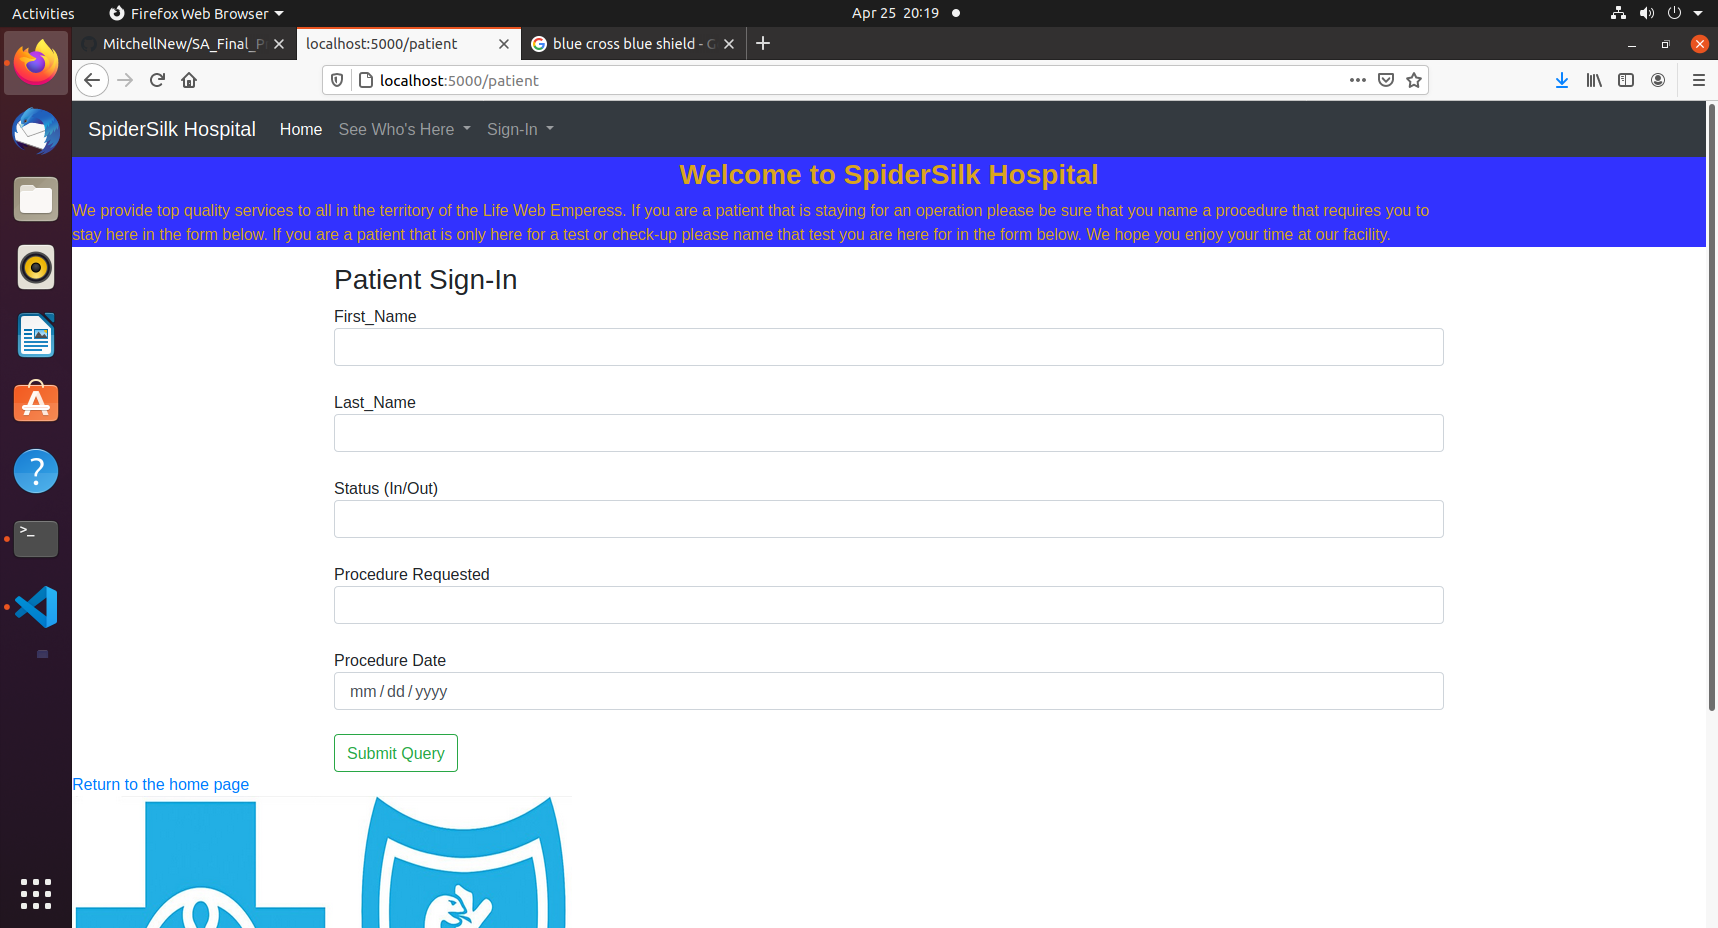 Activities Firefox Web Browser Apr 25 20:19
MitchellNew/SA_Final_P localhost:5000/patient blue cross blue shield - G
localhost:5000/patient
SpiderSilk Hospital Home See Who's Here Sign-In
Welcome to SpiderSilk Hospital
We provide top quality services to all in the territory of the Life Web Emperess. If you are a patient that is staying for an operation please be sure that you name a procedure that requires you to
stay here in the form below. If you are a patient that is only here for a test or check-up please name that test you are here for in the form below. We hope you enjoy your time at our facility.
Patient Sign-In
First_Name
Last_Name
Status (In/Out)
Procedure Requested
Procedure Date
mm / dd / yyyy
Submit Query
Return to the home page